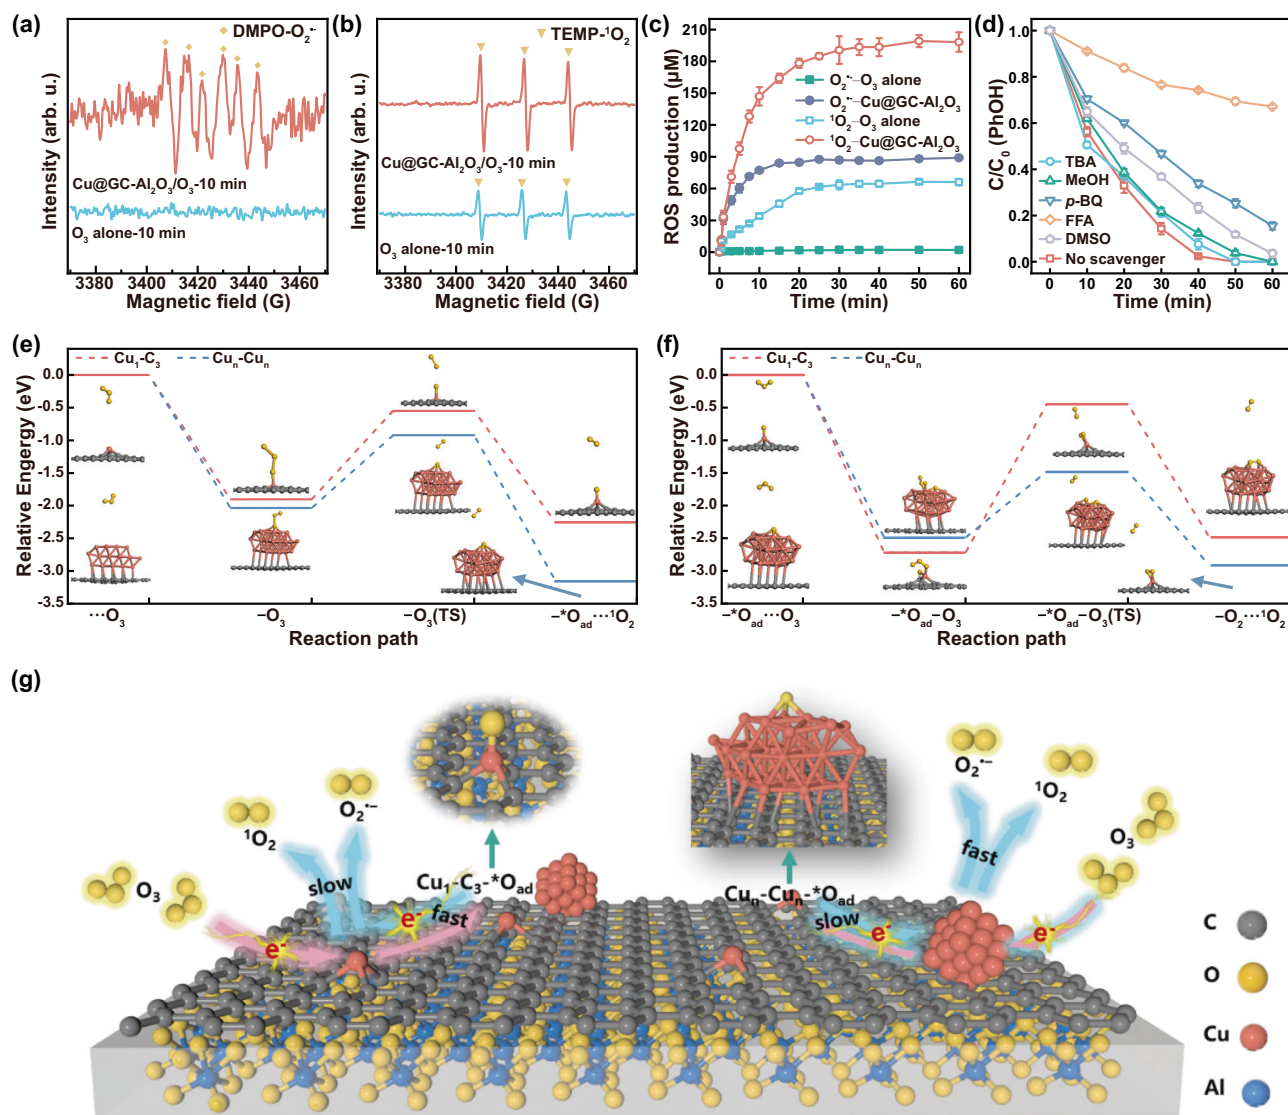 (a)
DMPO-O₂•-
Intensity (arb. u.)
Cu@GC-Al₂O₃/O₃-10 min
O₃ alone-10 min
3380 3400 3420 3440 3460
Magnetic field (G)
(b)
TEMP-¹O₂
Intensity (arb. u.)
Cu@GC-Al₂O₃/O₃-10 min
O₃ alone-10 min
3380 3400 3420 3440 3460
Magnetic field (G)
(c)
ROS production (μM)
210
180
150
120
90
60
30
0
O₂•-–O₃ alone
O₂•-–Cu@GC-Al₂O₃
¹O₂–O₃ alone
¹O₂–Cu@GC-Al₂O₃
0 10 20 30 40 50 60
Time (min)
(d)
C/C₀ (PhOH)
1.0
0.8
0.6
0.4
0.2
0.0
TBA
MeOH
p-BQ
FFA
DMSO
No scavenger
0 10 20 30 40 50 60
Time (min)
(e)
Relative Engergy (eV)
Cu₁-C₃
Cuₙ-Cuₙ
0.0
-0.5
-1.0
-1.5
-2.0
-2.5
-3.0
-3.5
···O₃
–O₃
–O₃(TS)
–*Oad···¹O₂
Reaction path
(f)
Relative Energy (eV)
Cu₁-C₃
Cuₙ-Cuₙ
0.0
-0.5
-1.0
-1.5
-2.0
-2.5
-3.0
-3.5
–*Oad···O₃
–*Oad–O₃
–*Oad–O₃(TS)
–O₂···¹O₂
Reaction path
(g)
O₃
¹O₂
O₂•−
slow
e⁻
e⁻
fast
Cu₁-C₃-*Oad
Cuₙ-Cuₙ-*Oad
slow
e⁻
fast
O₂•−
¹O₂
O₃
e⁻
C
O
Cu
Al